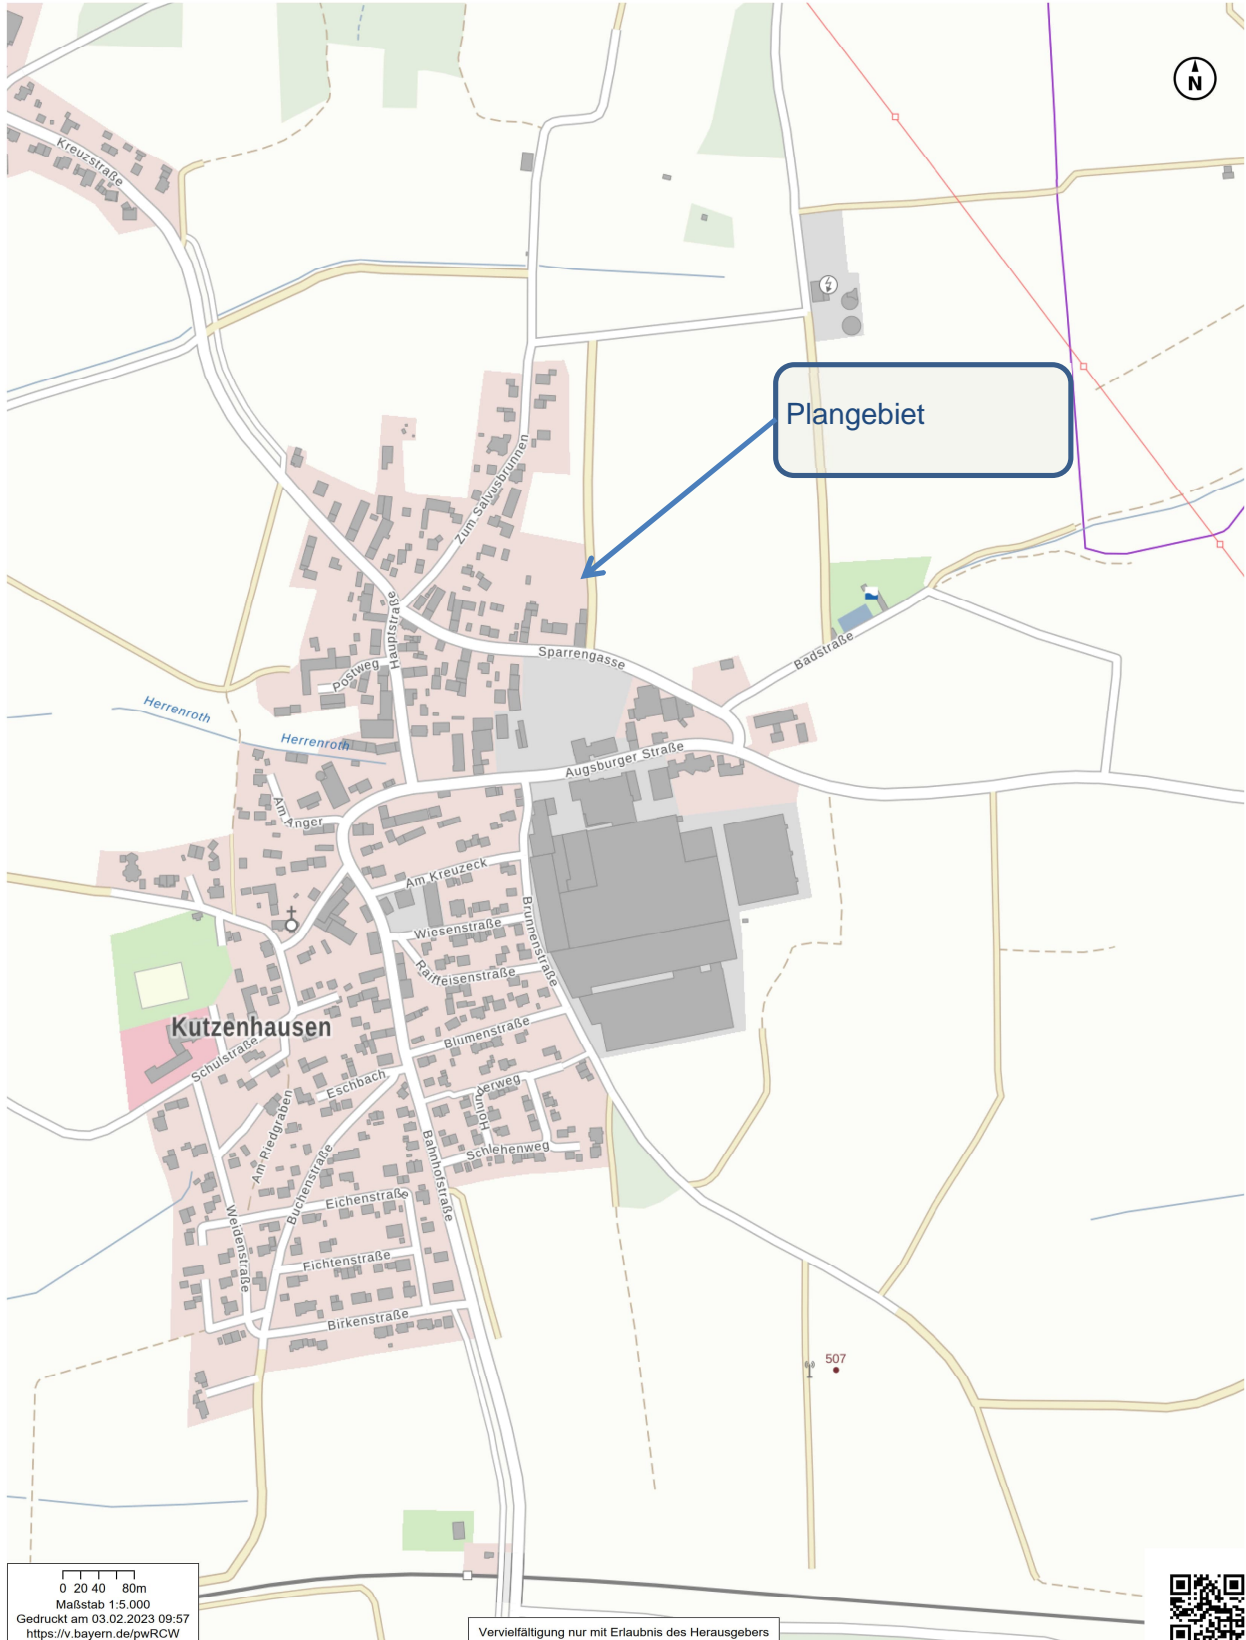 N
Kreuzstraße
Plangebiet
Zum Salvusbrunnen
Hauptstraße
Sparrengasse
Badstraße
Postweg
Herrenroth
Herrenroth
Augsburger Straße
Am Anger
Am Kreuzeck
Brunnenstraße
Wiesenstraße
Raiffeisenstraße
Kutzenhausen
Schulstraße
Blumenstraße
Eschbach
Am Riedgraben
Schlehenweg
Bahnhofstraße
Buchenstraße
Eichenstraße
Weidenstraße
Fichtenstraße
Birkenstraße
507
0 20 40 80m
Maßstab 1:5.000
Gedruckt am 03.02.2023 09:57
https://v.bayern.de/pwRCW
Vervielfältigung nur mit Erlaubnis des Herausgebers